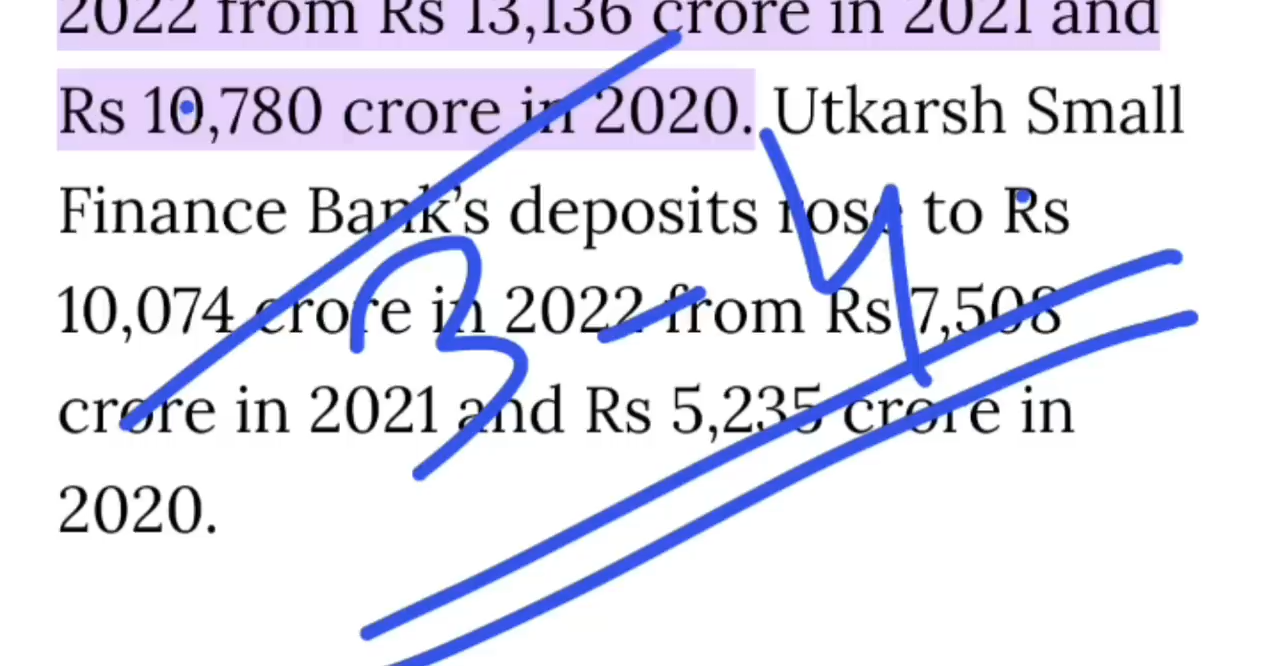 2022 from Rs 13,136 crore in 2021 and
Rs 10,780 crore in 2020. Utkarsh Small
Finance Bank's deposits rose to Rs
10,074 crore in 2022 from Rs 7,508
crore in 2021 and Rs 5,235 crore in
2020.
3-4